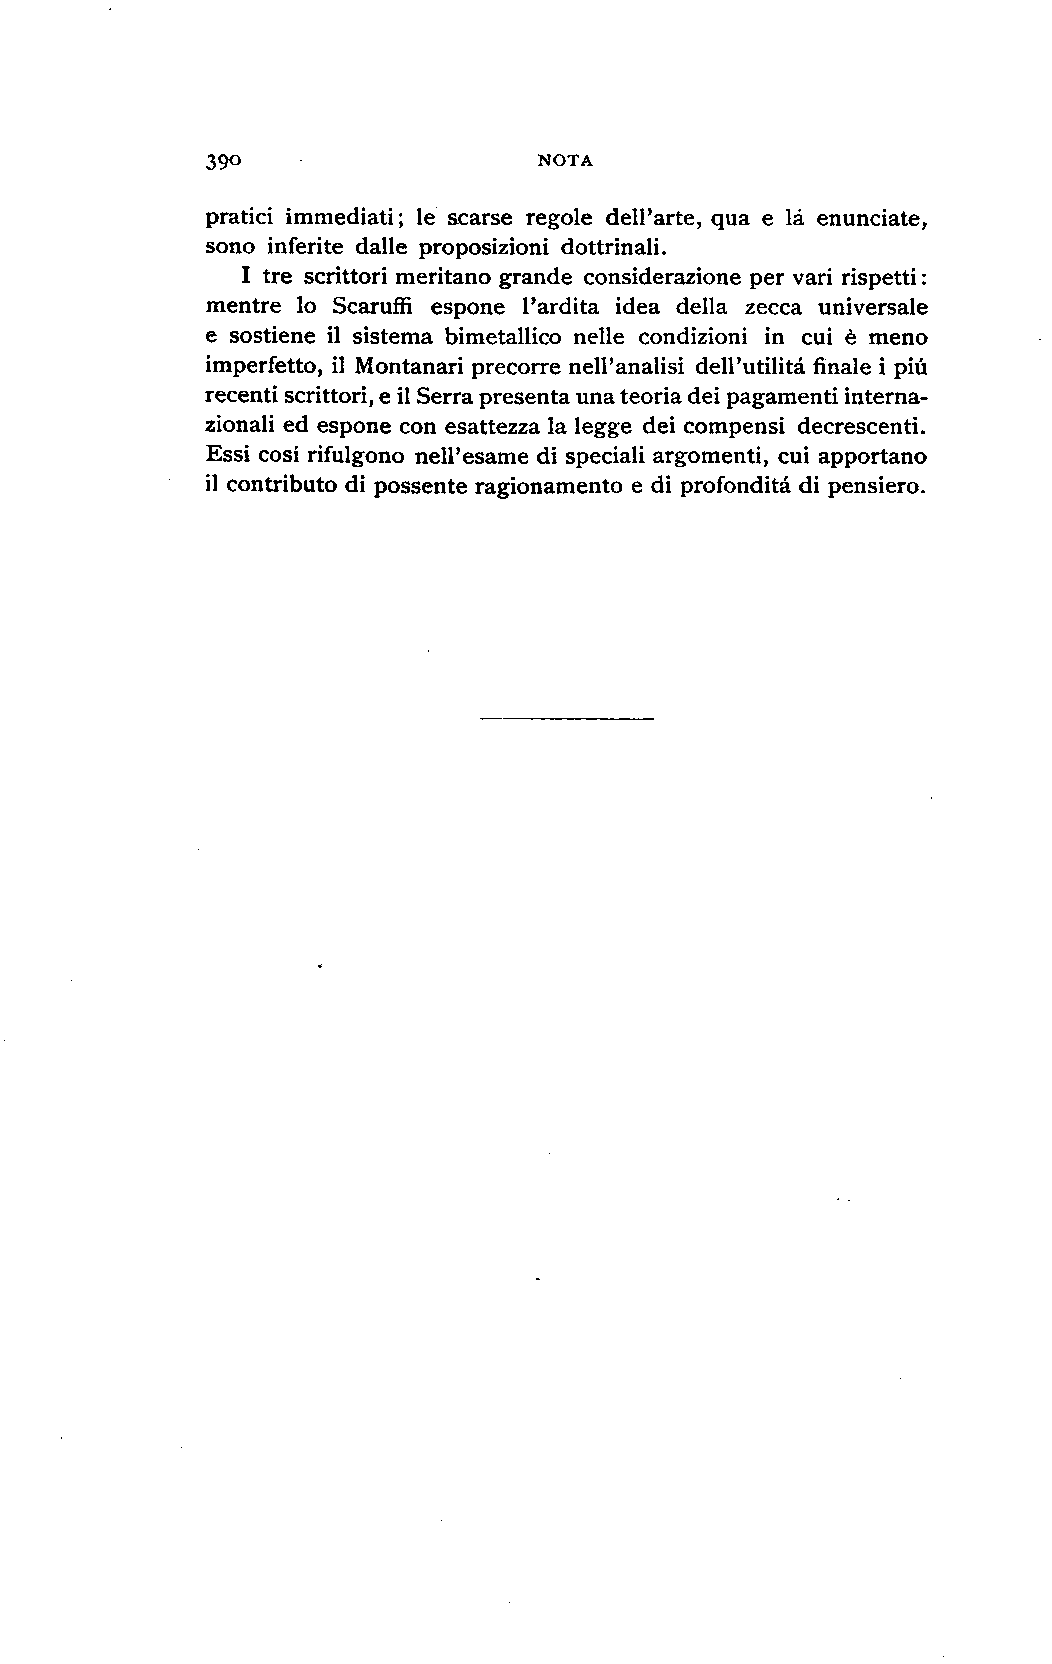 390 NOTA
pratici immediati; le scarse regole dell'arte, qua e lá enunciate,
sono inferite dalle proposizioni dottrinali.
I tre scrittori meritano grande considerazione per vari rispetti:
mentre lo Scaruffi espone l'ardita idea della zecca universale
e sostiene il sistema bimetallico nelle condizioni in cui è meno
imperfetto, il Montanari precorre nell'analisi dell'utilitá finale i piú
recenti scrittori, e il Serra presenta una teoria dei pagamenti interna-
zionali ed espone con esattezza la legge dei compensi decrescenti.
Essi cosí rifulgono nell'esame di speciali argomenti, cui apportano
il contributo di possente ragionamento e di profonditá di pensiero.